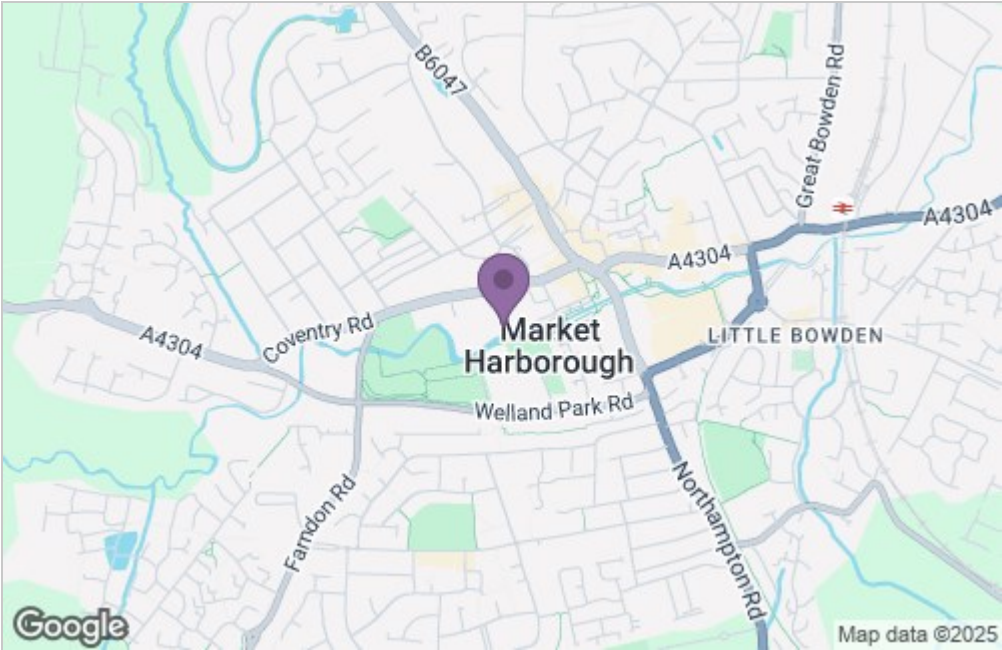 B6047
Great Bowden Rd
A4304
A4304
Coventry Rd
A4304
Market
Harborough
LITTLE BOWDEN
Welland Park Rd
Farndon Rd
Northampton Rd
Google
Map data ©2025